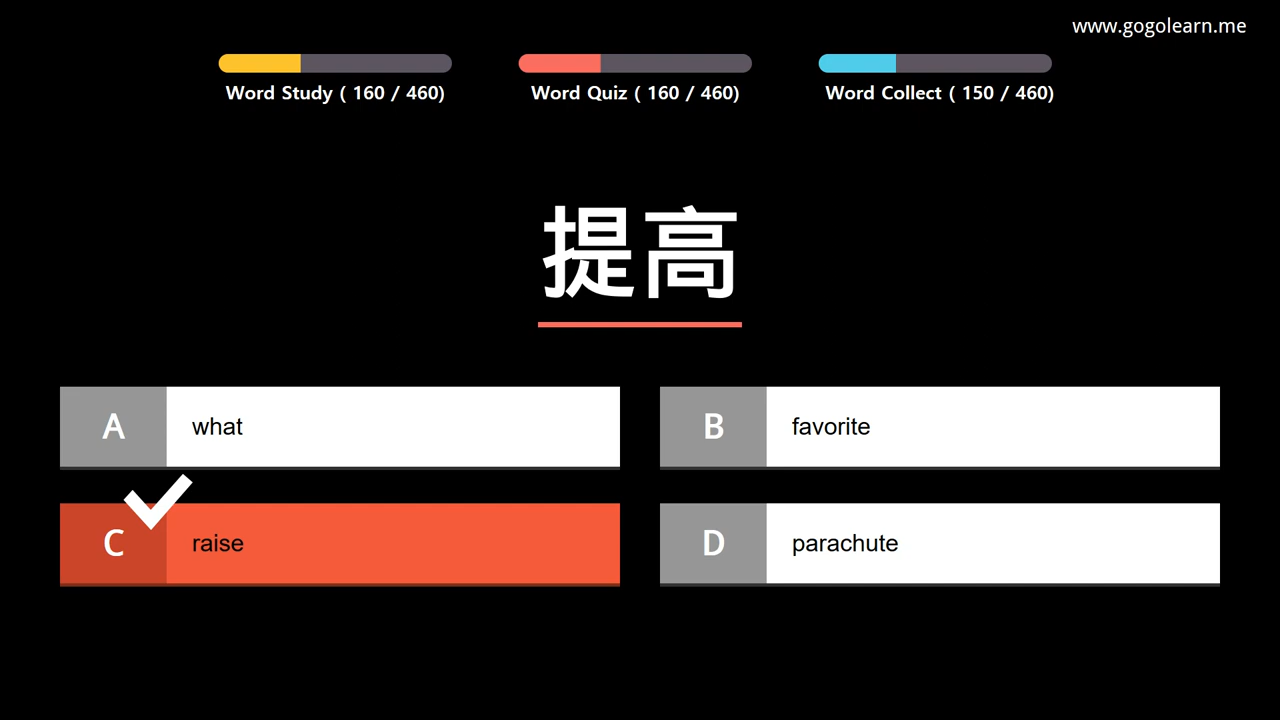 www.gogolearn.me
Word Study ( 160 / 460)
Word Quiz ( 160 / 460)
Word Collect ( 150 / 460)
提高
A what
B favorite
C raise
D parachute